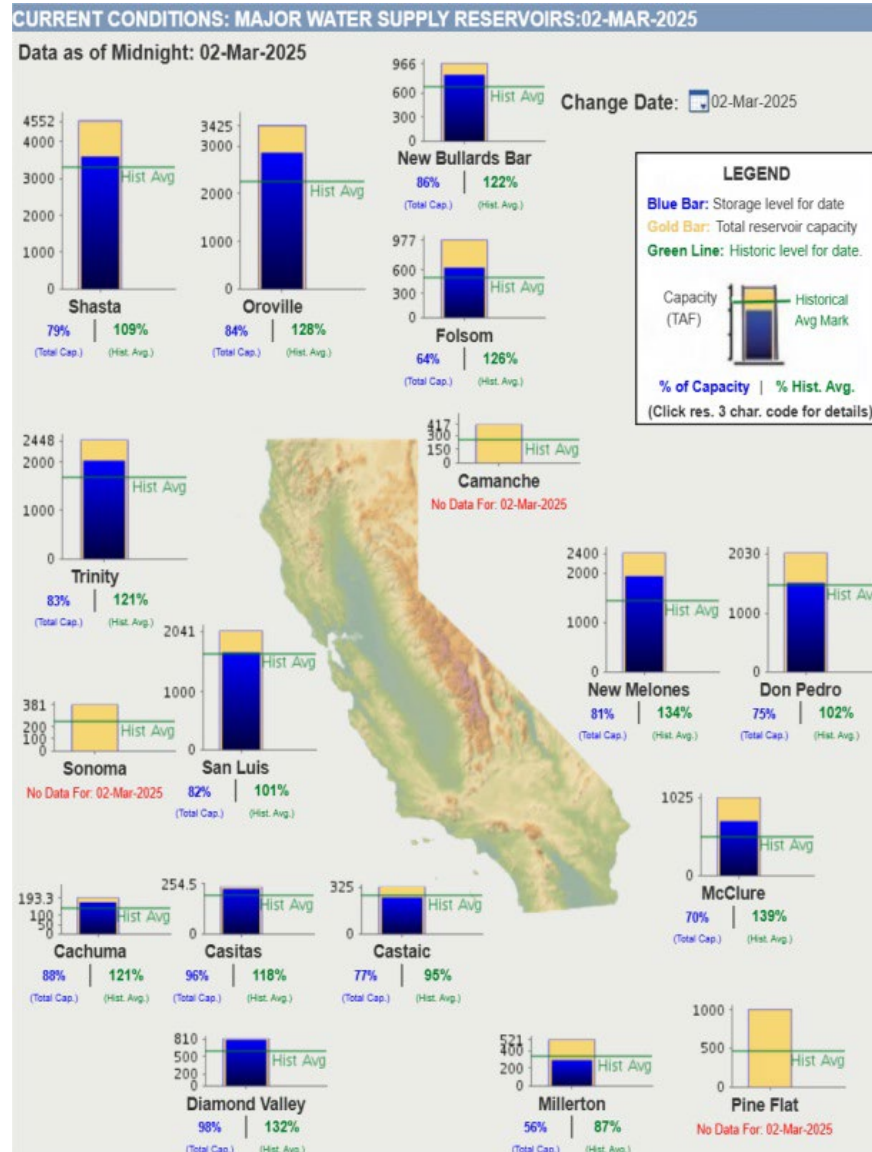 CURRENT CONDITIONS: MAJOR WATER SUPPLY RESERVOIRS:02-MAR-2025
Data as of Midnight: 02-Mar-2025
Change Date: 02-Mar-2025
4552
4000
3000
2000
1000
0
Hist Avg
Shasta
79% | 109%
(Total Cap.) (Hist. Avg.)
3425
3000
2000
1000
0
Hist Avg
Oroville
84% | 128%
(Total Cap.) (Hist. Avg.)
966
600
300
0
Hist Avg
New Bullards Bar
86% | 122%
(Total Cap.) (Hist. Avg.)
977
600
300
0
Hist Avg
Folsom
64% | 126%
(Total Cap.) (Hist. Avg.)
LEGEND
Blue Bar: Storage level for date
Gold Bar: Total reservoir capacity
Green Line: Historic level for date.
Capacity
(TAF)
Historical
Avg Mark
% of Capacity | % Hist. Avg.
(Click res. 3 char. code for details)
417
300
150
0
Hist Avg
Camanche
No Data For: 02-Mar-2025
2448
2000
1000
0
Hist Avg
Trinity
83% | 121%
(Total Cap.) (Hist. Avg.)
2400
2000
1000
0
Hist Avg
New Melones
81% | 134%
(Total Cap.) (Hist. Avg.)
2030
1000
0
Hist Av
Don Pedro
75% | 102%
(Total Cap.) (Hist. Avg.)
381
200
100
0
Hist Avg
Sonoma
No Data For: 02-Mar-2025
2041
1000
0
Hist Avg
San Luis
82% | 101%
(Total Cap.) (Hist. Avg.)
1025
0
Hist Avg
McClure
70% | 139%
(Total Cap.) (Hist. Avg.)
193.3
100
50
0
Hist Avg
Cachuma
88% | 121%
(Total Cap.) (Hist. Avg.)
254.5
0
Hist Avg
Casitas
96% | 118%
(Total Cap.) (Hist. Avg.)
325
0
Hist Avg
Castaic
77% | 95%
(Total Cap.) (Hist. Avg.)
810
500
200
0
Hist Avg
Diamond Valley
98% | 132%
(Total Cap.) (Hist. Avg.)
521
400
200
0
Hist Avg
Millerton
56% | 87%
(Total Cap.) (Hist. Avg.)
1000
500
0
Hist Avg
Pine Flat
No Data For: 02-Mar-2025